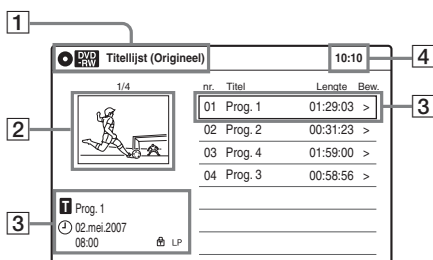 1
DVD -RW Titellijst (Origineel) 10:10
4
1/4
nr. Titel Lengte Bew.
01 Prog. 1 01:29:03 >
3
2
02 Prog. 2 00:31:23 >
03 Prog. 4 01:59:00 >
04 Prog. 3 00:58:56 >
3
T Prog. 1
02.mei.2007
08:00 LP